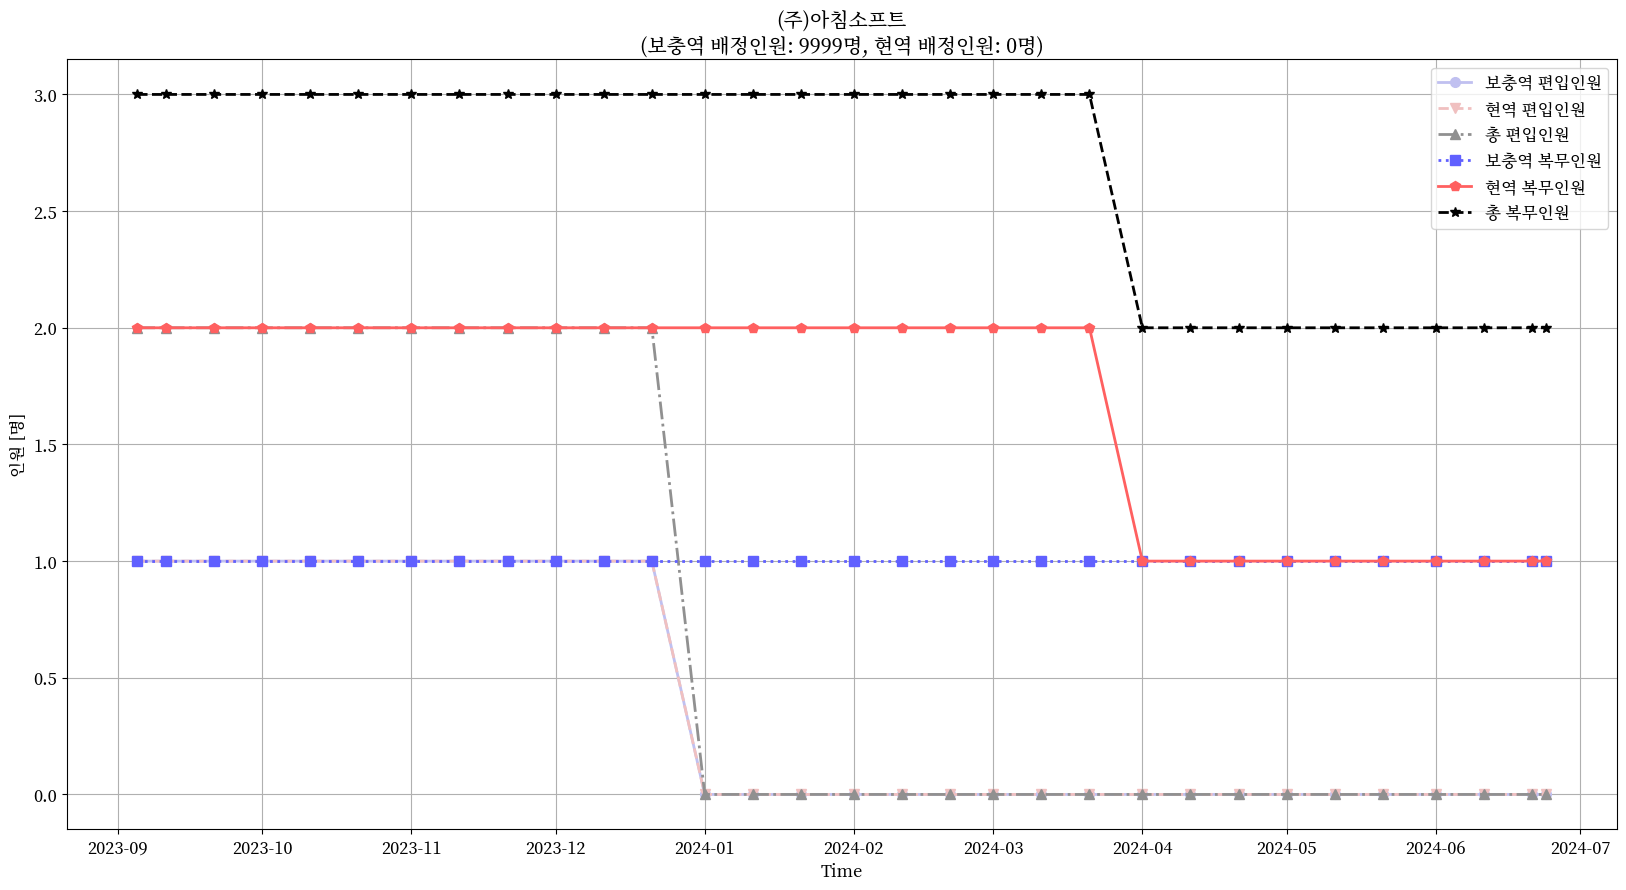 (주)아침소프트
(보충역 배정인원: 9999명, 현역 배정인원: 0명)
보충역 편입인원
현역 편입인원
총 편입인원
보충역 복무인원
현역 복무인원
총 복무인원
인원 [명]
3.0
2.5
2.0
1.5
1.0
0.5
0.0
2023-09
2023-10
2023-11
2023-12
2024-01
2024-02
2024-03
2024-04
2024-05
2024-06
2024-07
Time